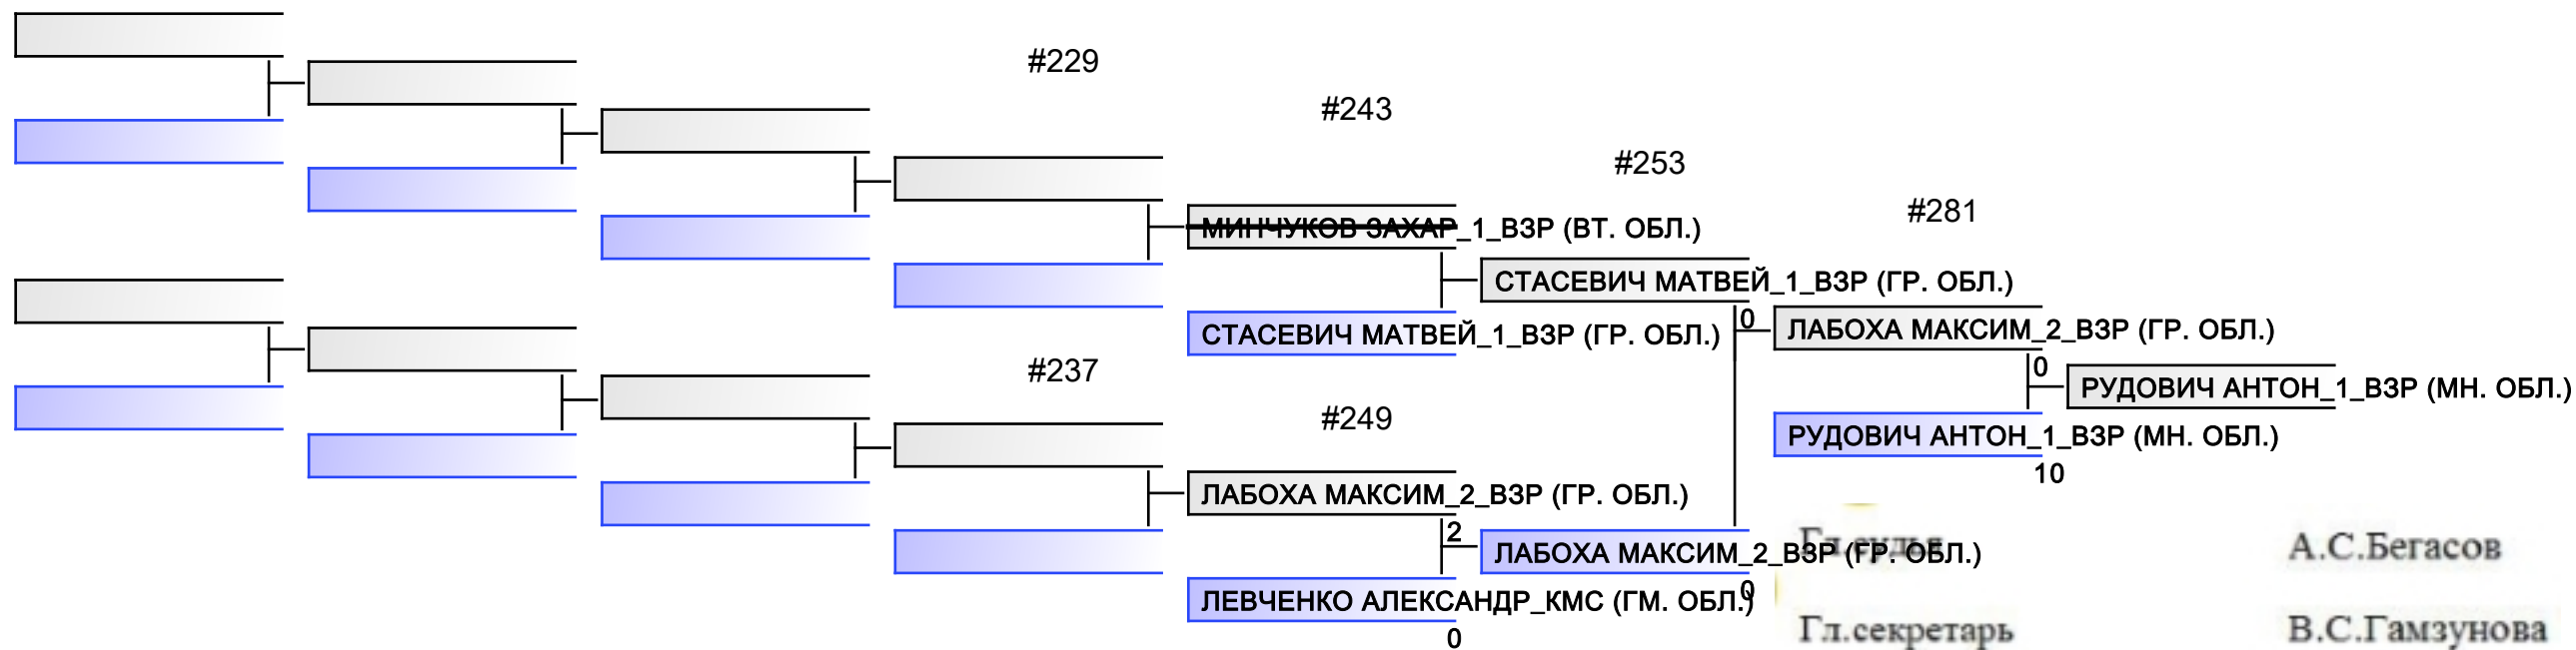 #229
#243
#253
#281
МИНЧУКОВ ЗАХАР_1_ВЗР (ВТ. ОБЛ.)
СТАСЕВИЧ МАТВЕЙ_1_ВЗР (ГР. ОБЛ.)
0
СТАСЕВИЧ МАТВЕЙ_1_ВЗР (ГР. ОБЛ.)
ЛАБОХА МАКСИМ_2_ВЗР (ГР. ОБЛ.)
0
РУДОВИЧ АНТОН_1_ВЗР (МН. ОБЛ.)
РУДОВИЧ АНТОН_1_ВЗР (МН. ОБЛ.)
10
#237
#249
ЛАБОХА МАКСИМ_2_ВЗР (ГР. ОБЛ.)
2
ЛАБОХА МАКСИМ_2_ВЗР (ГР. ОБЛ.)
0
ЛЕВЧЕНКО АЛЕКСАНДР_КМС (ГМ. ОБЛ.)
0
Гл.судья А.С.Бегасов
Гл.секретарь В.С.Гамзунова